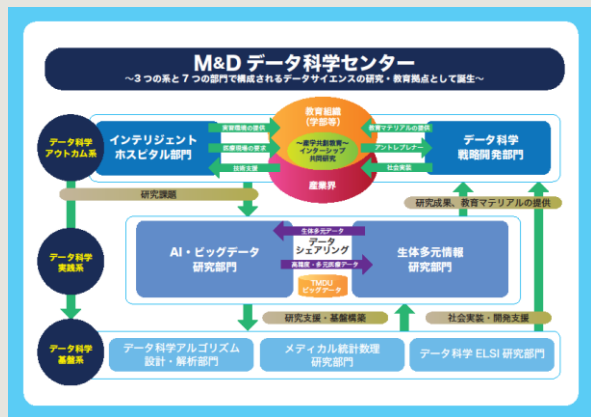 M&Dデータ科学センター
～3つの系と7つの部門で構成されるデータサイエンスの研究・教育拠点として誕生～
データ科学
アウトカム系
インテリジェント
ホスピタル部門
実習環境の提供
医療現場の要求
技術支援
教育組織
(学部等)
～産学共働教育～
インターンシップ
共同研究
産業界
教育マテリアルの提供
アントレプレナー
社会実装
データ科学
戦略開発部門
研究課題
研究成果、教育マテリアルの提供
データ科学
実践系
AI・ビッグデータ
研究部門
生体多元データ
データ
シェアリング
高精度・多元医療データ
TMDU
ビッグデータ
生体多元情報
研究部門
研究支援・基盤構築
社会実装・開発支援
データ科学
基盤系
データ科学アルゴリズム
設計・解析部門
メディカル統計数理
研究部門
データ科学 ELSI 研究部門